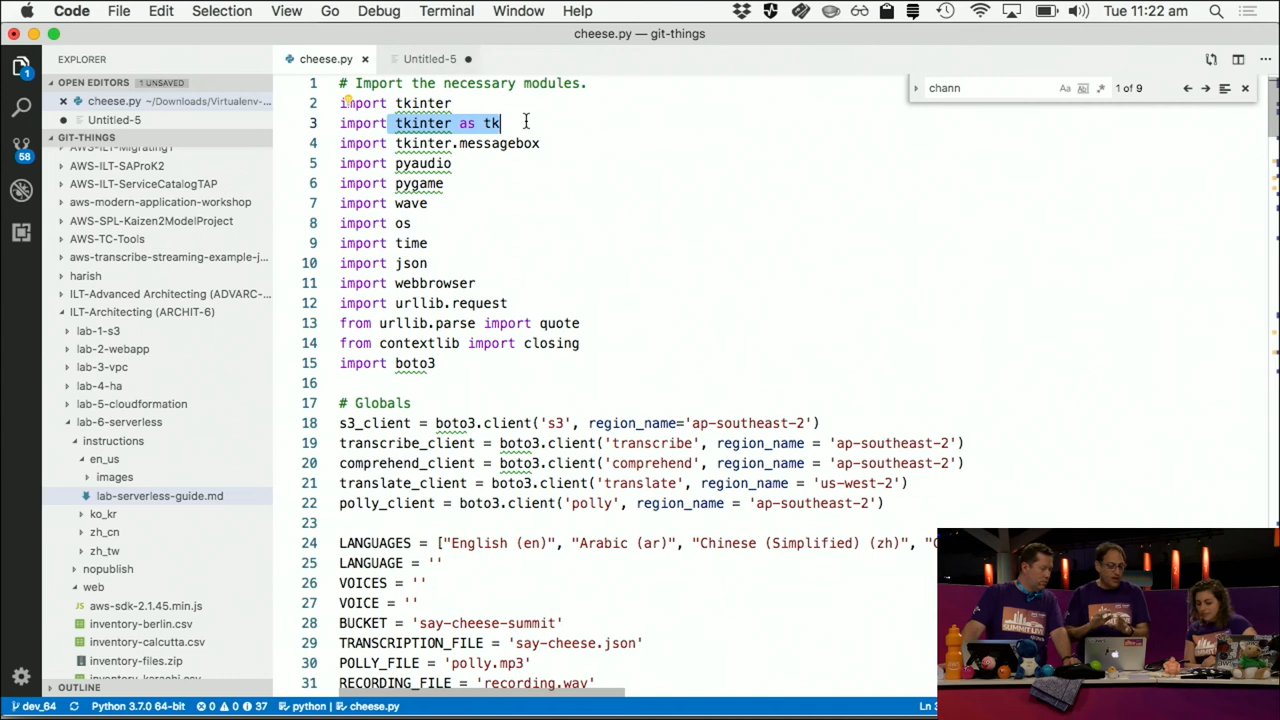 Code File Edit Selection View Go Debug Terminal Window Help Tue 11:22 am
cheese.py — git-things
EXPLORER
cheese.py
Untitled-5
OPEN EDITORS 1 UNSAVED
cheese.py ~/Downloads/Virtualenv-...
Untitled-5
GIT-THINGS
AWS-ILT-SAProK2
AWS-ILT-ServiceCatalogTAP
aws-modern-application-workshop
AWS-SPL-Kaizen2ModelProject
AWS-TC-Tools
aws-transcribe-streaming-example-j...
harish
ILT-Advanced Architecting (ADVARC-...
ILT-Architecting (ARCHIT-6)
lab-1-s3
lab-2-webapp
lab-3-vpc
lab-4-ha
lab-5-cloudformation
lab-6-serverless
instructions
en_us
images
lab-serverless-guide.md
ko_kr
zh_cn
zh_tw
nopublish
web
aws-sdk-2.1.45.min.js
inventory-berlin.csv
inventory-calcutta.csv
inventory-files.zip
inventory-karachi.csv
OUTLINE
1
58
chann Aa Abl .* 1 of 9
1 # Import the necessary modules.
2 import tkinter
3 import tkinter as tk
4 import tkinter.messagebox
5 import pyaudio
6 import pygame
7 import wave
8 import os
9 import time
10 import json
11 import webbrowser
12 import urllib.request
13 from urllib.parse import quote
14 from contextlib import closing
15 import boto3
16
17 # Globals
18 s3_client = boto3.client('s3', region_name='ap-southeast-2')
19 transcribe_client = boto3.client('transcribe', region_name = 'ap-southeast-2')
20 comprehend_client = boto3.client('comprehend', region_name = 'ap-southeast-2')
21 translate_client = boto3.client('translate', region_name = 'us-west-2')
22 polly_client = boto3.client('polly', region_name = 'ap-southeast-2')
23
24 LANGUAGES = ["English (en)", "Arabic (ar)", "Chinese (Simplified) (zh)", "
25 LANGUAGE = ''
26 VOICES = ''
27 VOICE = ''
28 BUCKET = 'say-cheese-summit'
29 TRANSCRIPTION_FILE = 'say-cheese.json'
30 POLLY_FILE = 'polly.mp3'
31 RECORDING_FILE = 'recording.wav'
SUMMIT LIVE
dev_64 Python 3.7.0 64-bit 0 0 37 python | cheese.py Ln 3